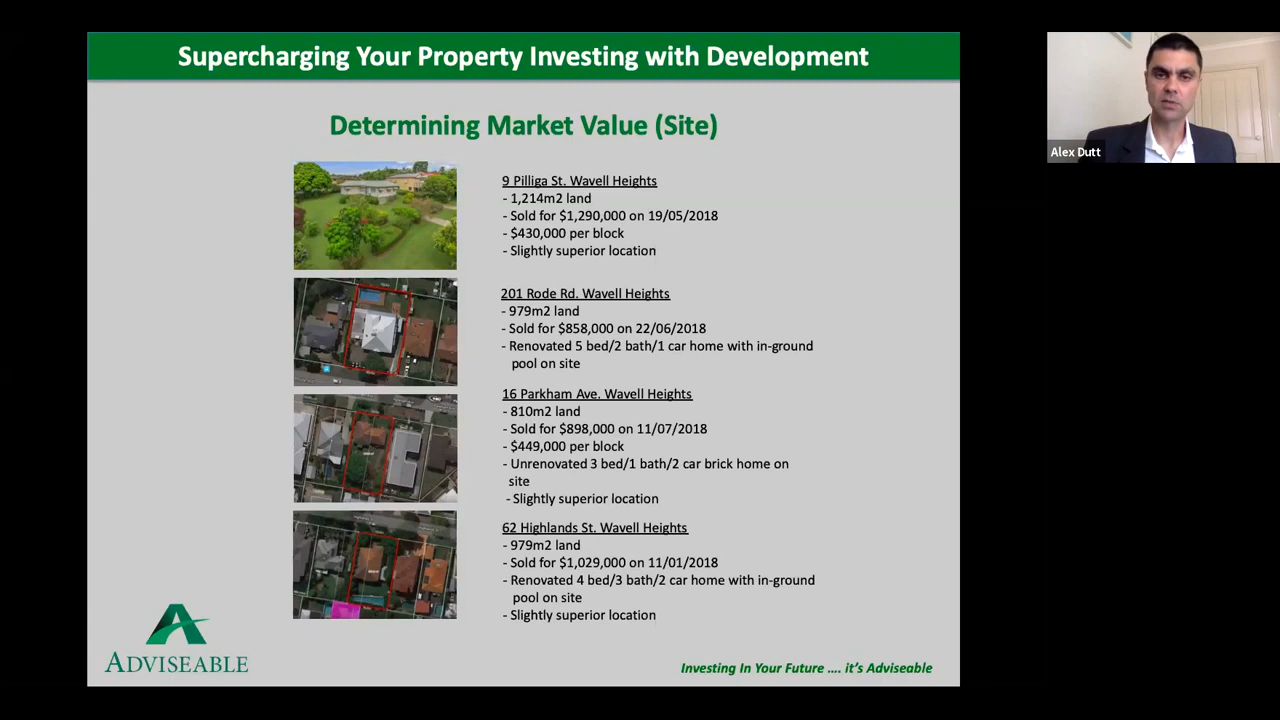 Supercharging Your Property Investing with Development
Determining Market Value (Site)
9 Pilliga St. Wavell Heights
- 1,214m2 land
- Sold for $1,290,000 on 19/05/2018
- $430,000 per block
- Slightly superior location
201 Rode Rd. Wavell Heights
- 979m2 land
- Sold for $858,000 on 22/06/2018
- Renovated 5 bed/2 bath/1 car home with in-ground
pool on site
16 Parkham Ave. Wavell Heights
- 810m2 land
- Sold for $898,000 on 11/07/2018
- $449,000 per block
- Unrenovated 3 bed/1 bath/2 car brick home on
site
- Slightly superior location
62 Highlands St. Wavell Heights
- 979m2 land
- Sold for $1,029,000 on 11/01/2018
- Renovated 4 bed/3 bath/2 car home with in-ground
pool on site
- Slightly superior location
ADVISEABLE
Investing In Your Future .... it's Adviseable
Alex Dutt